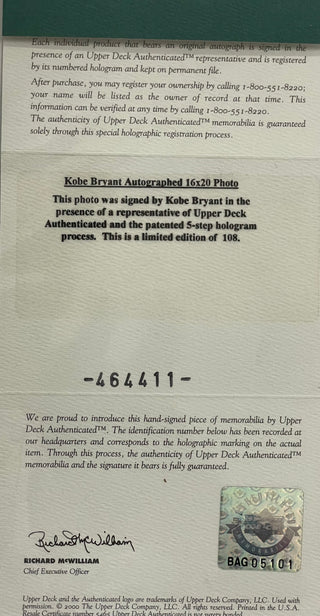 Each individual product that bears an original autograph is signed in the
presence of an Upper Deck Authenticated™ representative and is registered
by its numbered hologram and kept on permanent file.
After purchase, you may register your ownership by calling 1-800-551-8220;
your name will be listed as the owner of record at that time. This
information can be verified at any time by calling 1-800-551-8220.
The authenticity of Upper Deck Authenticated™ memorabilia is guaranteed
solely through this special holographic registration process.
Kobe Bryant Autographed 16x20 Photo
This photo was signed by Kobe Bryant in the
presence of a representative of Upper Deck
Authenticated and the patented 5-step hologram
process. This is a limited edition of 108.
-464411-
We are proud to introduce this hand-signed piece of memorabilia by Upper
Deck Authenticated™. The identification number below has been recorded at
our headquarters and corresponds to the holographic marking on the actual
item. Through this process, the authenticity of Upper Deck Authenticated™
memorabilia and the signature it bears is fully guaranteed.
Richard McWilliam
RICHARD McWILLIAM
Chief Executive Officer
BAG05101
Upper Deck and the Authenticated logo are trademarks of Upper Deck Company, LLC. Used with
permission. © 2000 The Upper Deck Company, LLC. All rights reserved. Printed in the U.S.A.
Resale Certificate number Upper Deck Authenticated is not